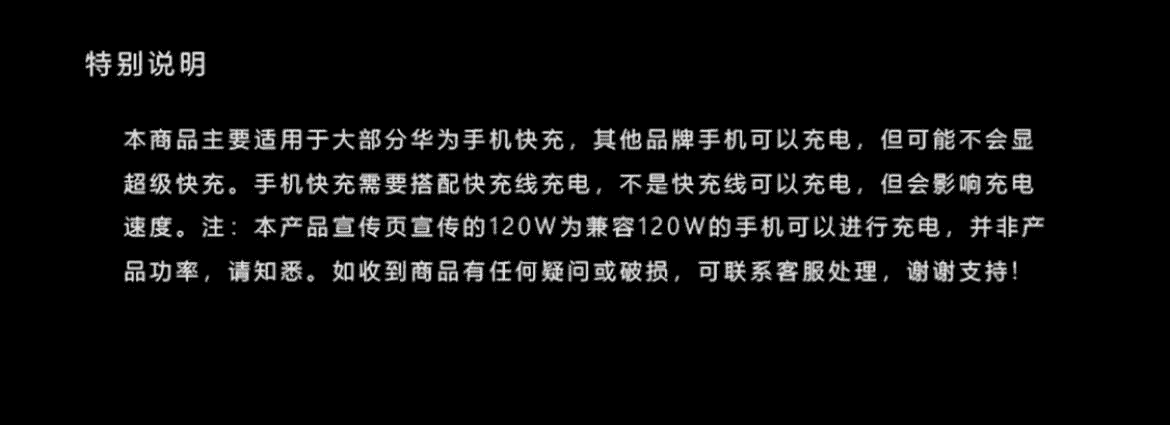 特别说明
本商品主要适用于大部分华为手机快充，其他品牌手机可以充电，但可能不会显
超级快充。手机快充需要搭配快充线充电，不是快充线可以充电，但会影响充电
速度。注：本产品宣传页宣传的120W为兼容120W的手机可以进行充电，并非产
品功率，请知悉。如收到商品有任何疑问或破损，可联系客服处理，谢谢支持！